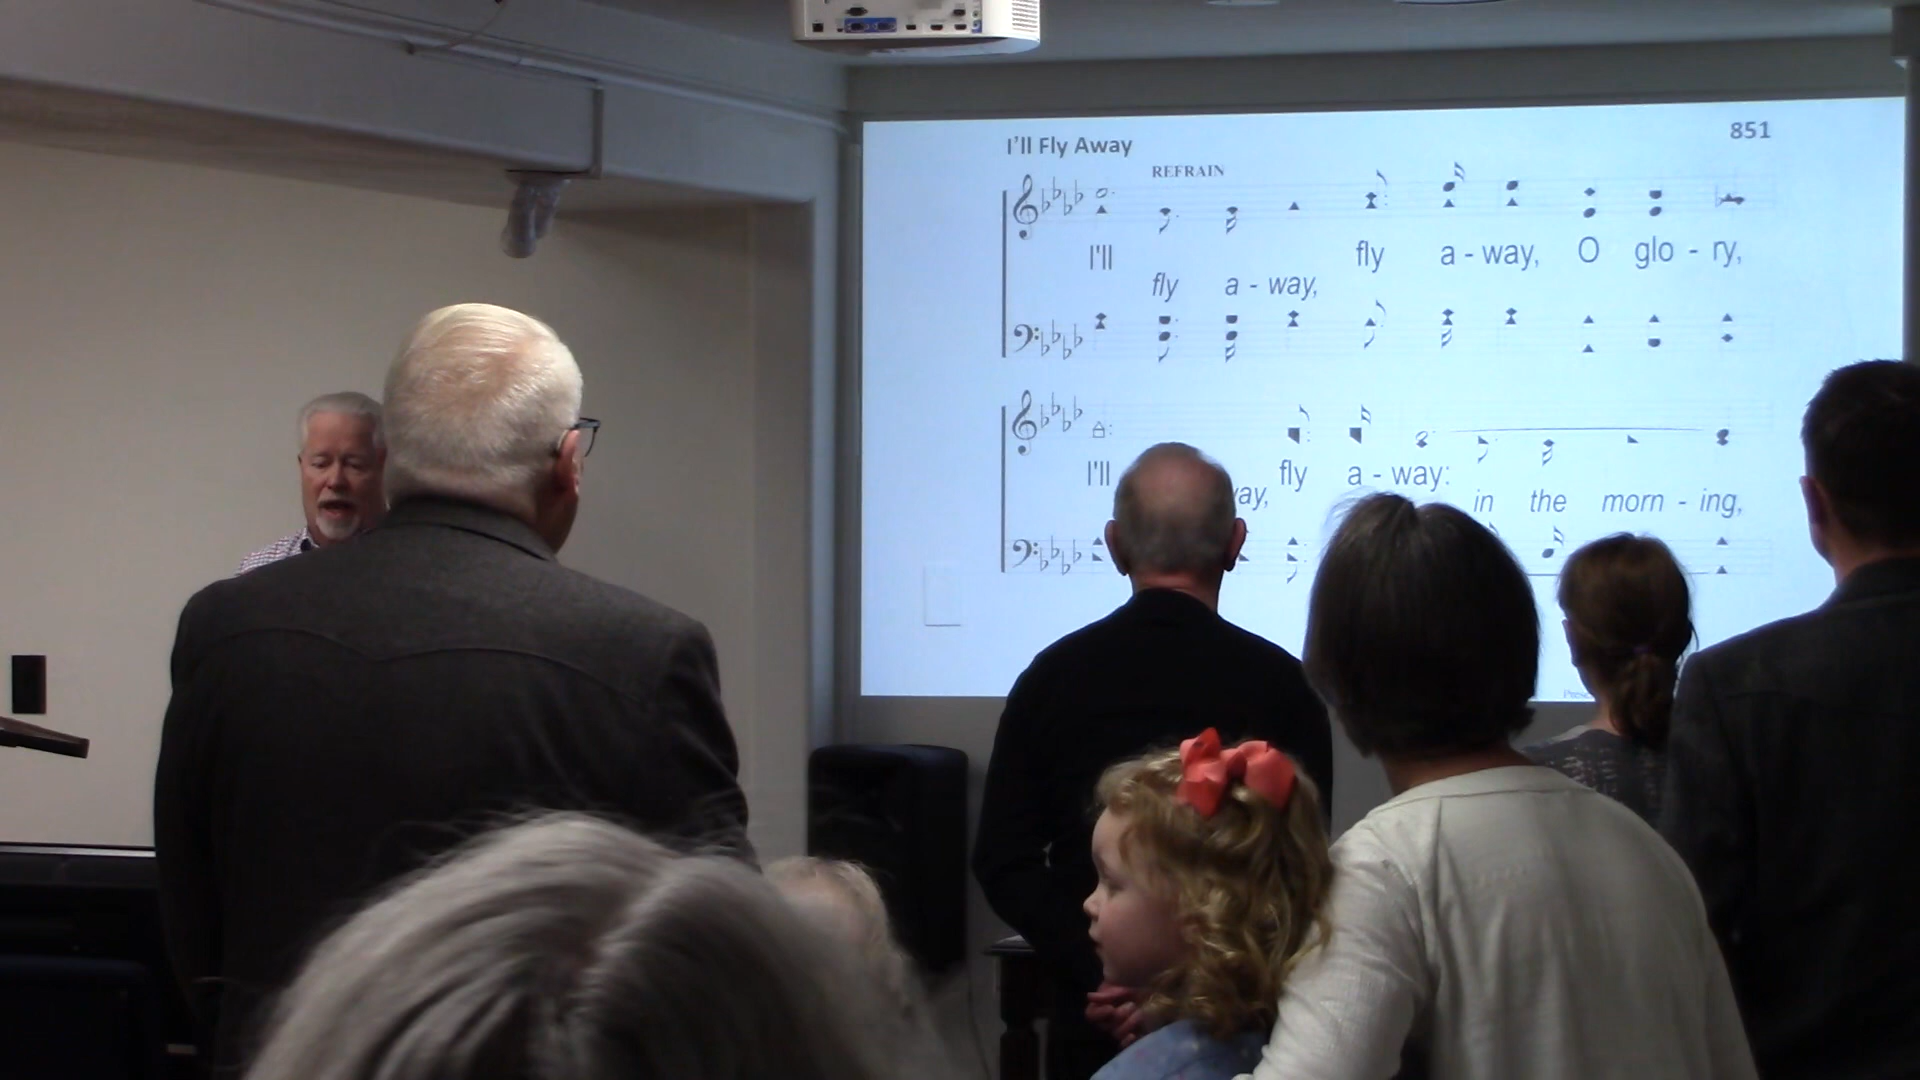 I'll Fly Away
851
REFRAIN
I'll fly a - way, O glo - ry,
fly a - way,
I'll fly a - way:
in the morn - ing,